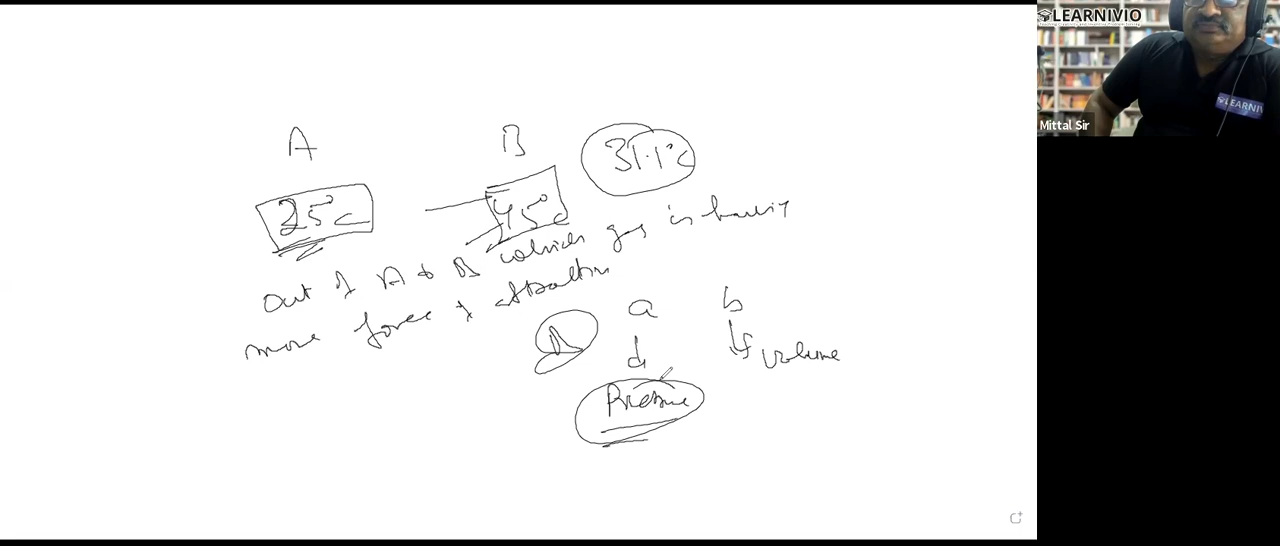 A B 31.1°C
25°C 45°C
out of A & B which gas is having
more force of attraction
B a b
Pressure volume
LEARNIVIO
LEARNIV
Mittal Sir